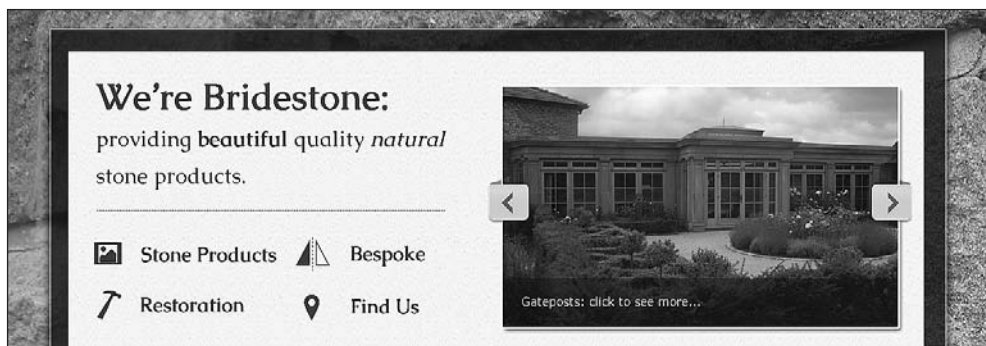 We're Bridestone:
providing beautiful quality natural
stone products.
Stone Products
Bespoke
Restoration
Find Us
Gateposts: click to see more...